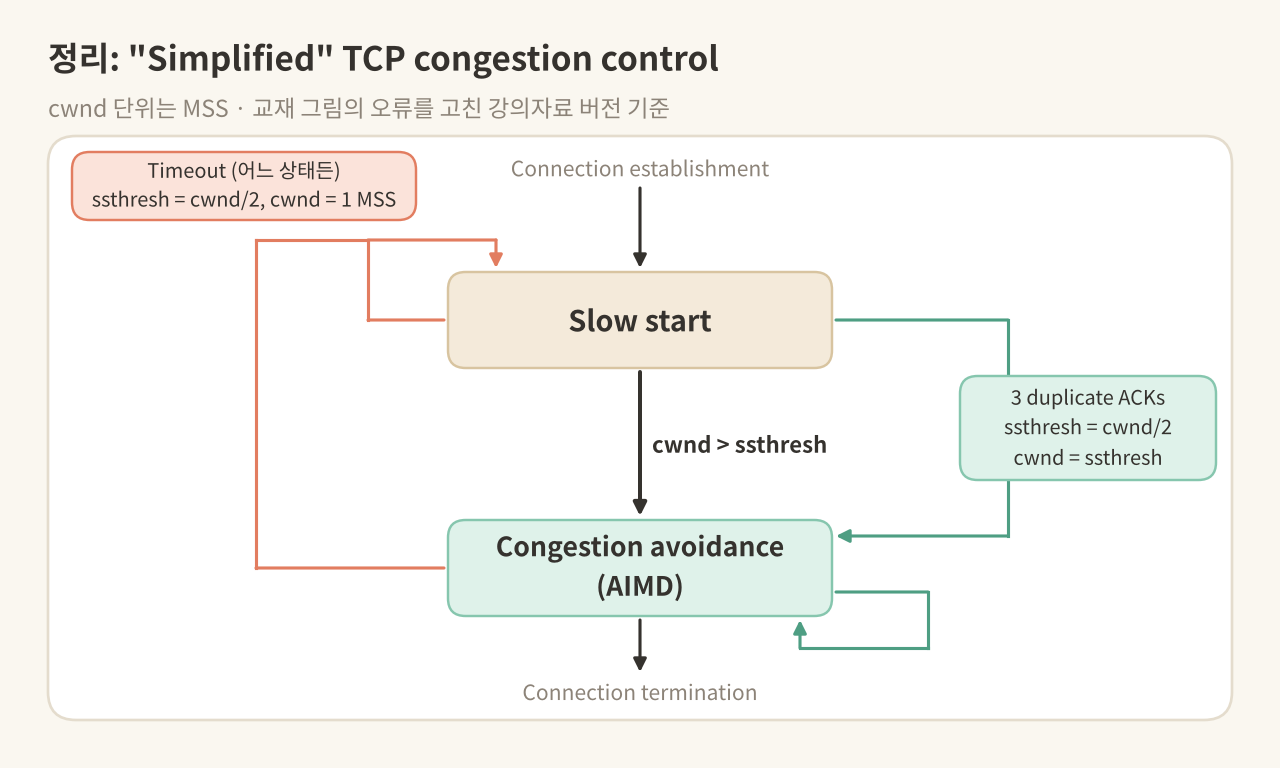 정리: "Simplified" TCP congestion control
cwnd 단위는 MSS · 교재 그림의 오류를 고친 강의자료 버전 기준
Timeout (어느 상태든)
ssthresh = cwnd/2, cwnd = 1 MSS
Connection establishment
Slow start
3 duplicate ACKs
ssthresh = cwnd/2
cwnd = ssthresh
cwnd > ssthresh
Congestion avoidance
(AIMD)
Connection termination